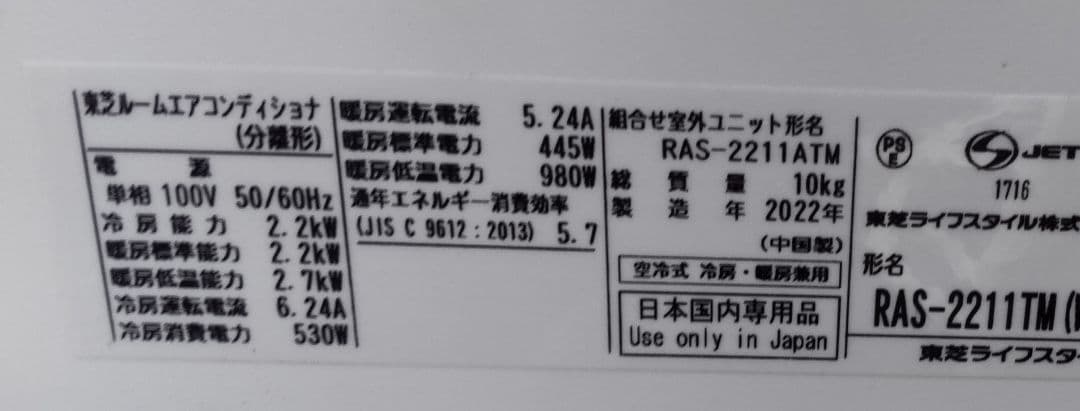 東芝ルームエアコンディショナ
(分離形)
電 源
単相 100V 50/60Hz
冷房能力 2.2kW
暖房標準能力 2.2kW
暖房低温能力 2.7kW
冷房運転電流 6.24A
冷房消費電力 530W
暖房運転電流 5.24A
暖房標準電力 445W
暖房低温電力 980W
通年エネルギー消費効率
(JIS C 9612:2013) 5.7
組合せ室外ユニット形名
RAS-2211ATM
総 質 量 10kg
製 造 年 2022年
(中国製)
空冷式 冷房・暖房兼用
日本国内専用品
Use only in Japan
PS
E
JET
1716
東芝ライフスタイル株式
形名
RAS-2211TM(
東芝ライフスタ